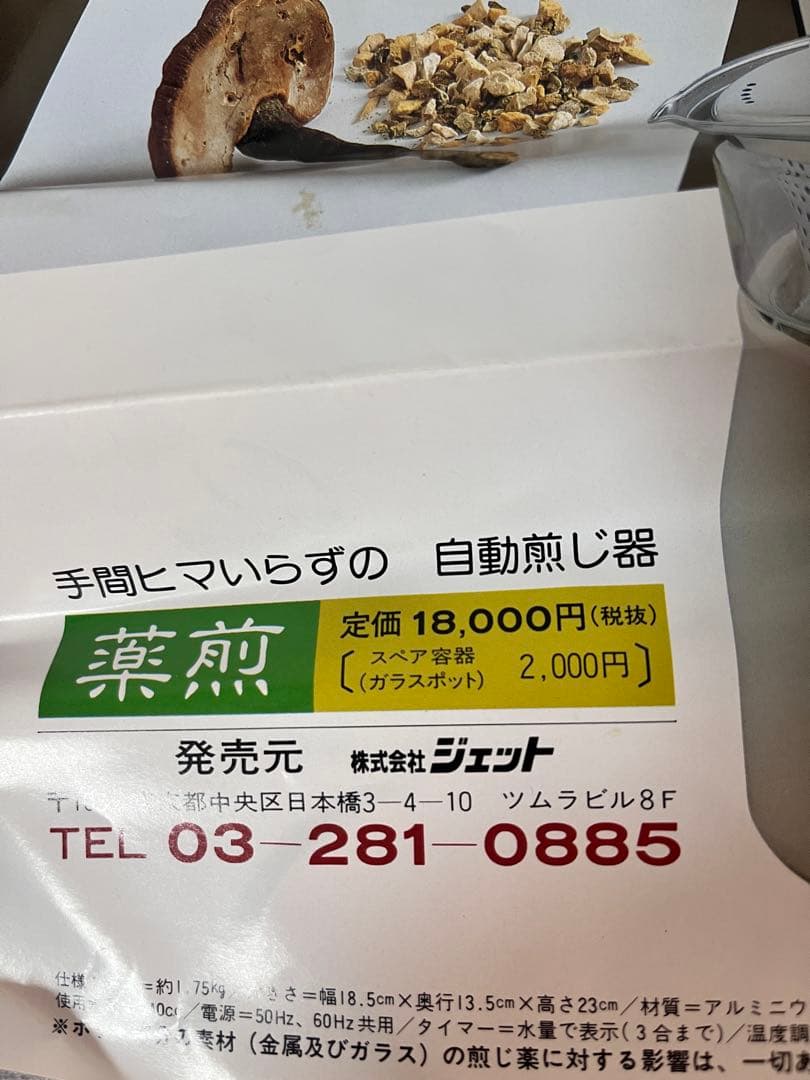 手間ヒマいらずの 自動煎じ器
薬煎
定価 18,000円(税抜)
スペア容器
(ガラスポット) 2,000円
発売元 株式会社ジェット
都中央区日本橋3-4-10 ツムラビル8F
TEL 03-281-0885
仕様 =約1.75Kg さ=幅18.5cm×奥行13.5cm×高さ23cm/材質=アルミニウ
使用 0cc/電源=50Hz、60Hz共用/タイマー=水量で表示(3合まで)/温度調
※ホ 素材(金属及びガラス)の煎じ薬に対する影響は、一切あ